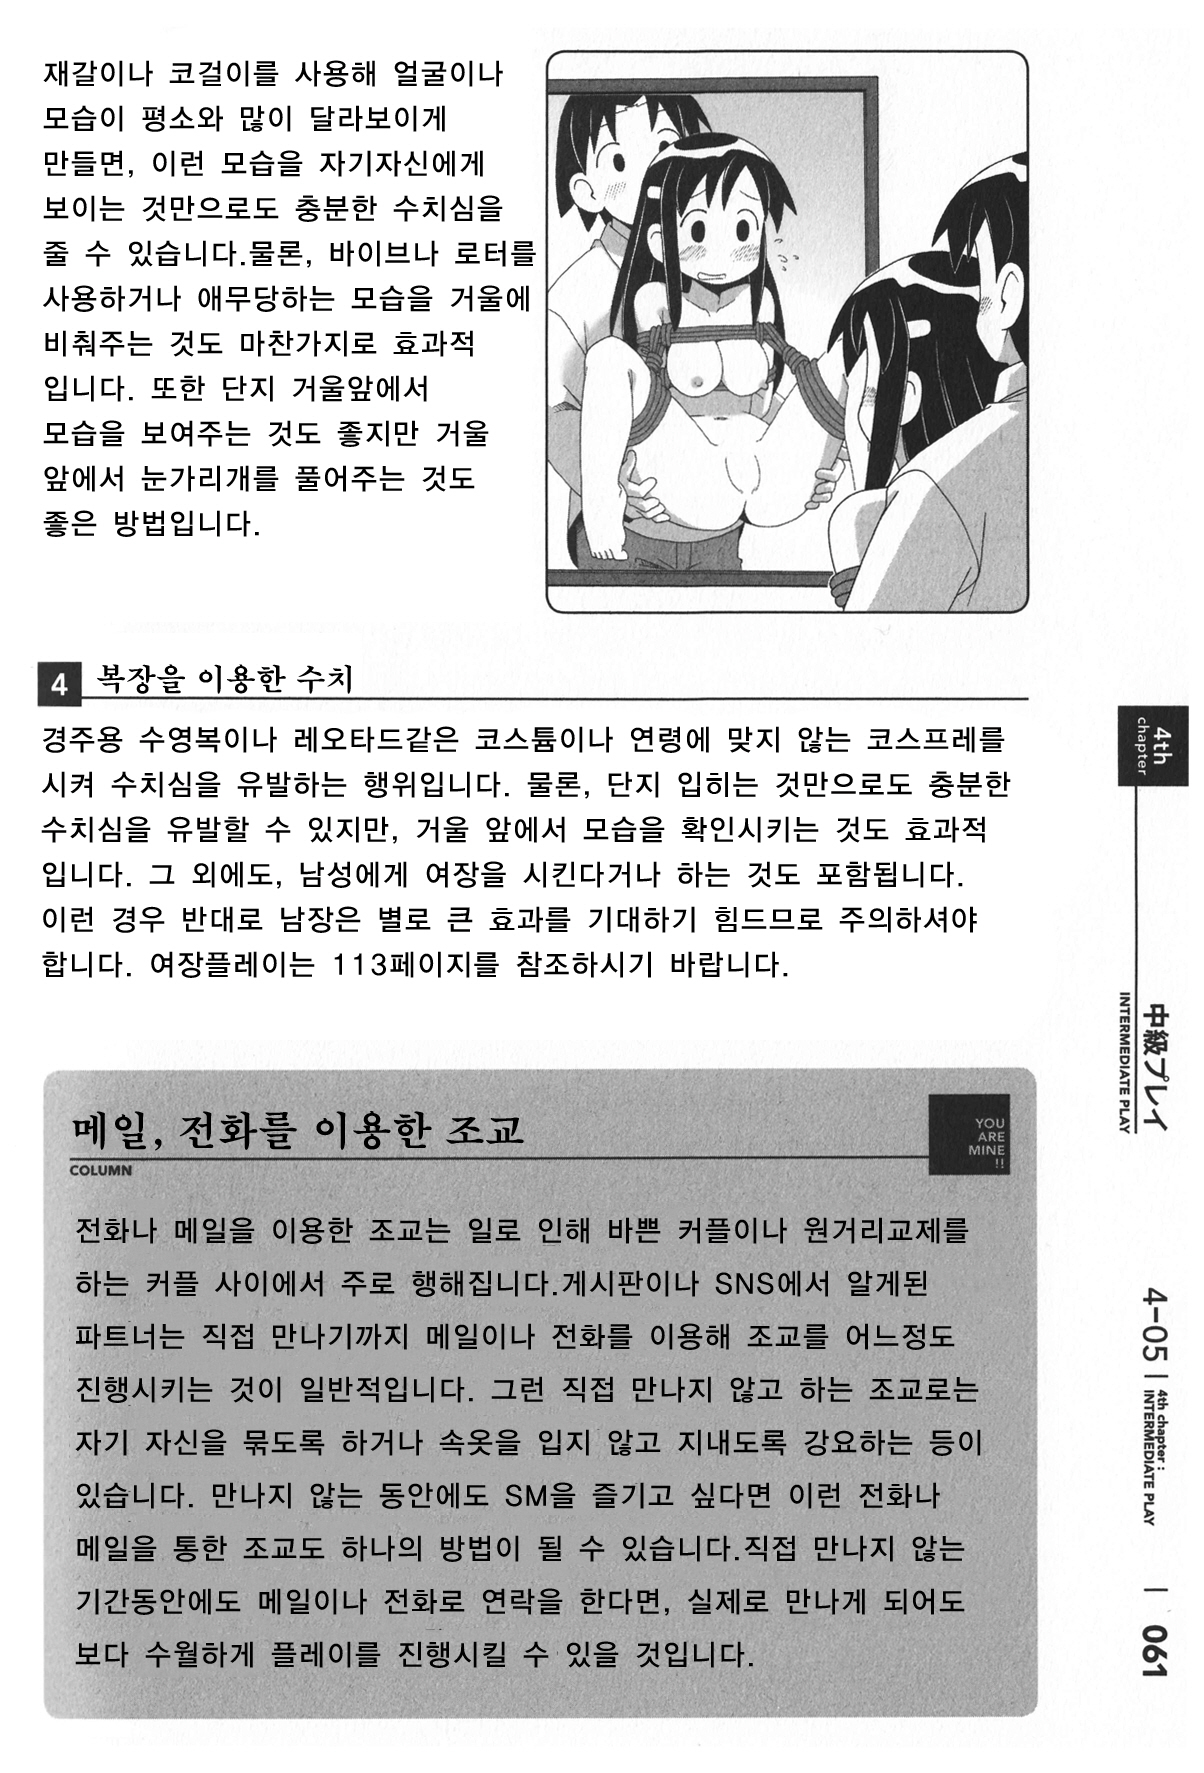 재갈이나 코걸이를 사용해 얼굴이나
모습이 평소와 많이 달라보이게
만들면, 이런 모습을 자기자신에게
보이는 것만으로도 충분한 수치심을
줄 수 있습니다.물론, 바이브나 로터를
사용하거나 애무당하는 모습을 거울에
비춰주는 것도 마찬가지로 효과적
입니다. 또한 단지 거울앞에서
모습을 보여주는 것도 좋지만 거울
앞에서 눈가리개를 풀어주는 것도
좋은 방법입니다.
4 복장을 이용한 수치
경주용 수영복이나 레오타드같은 코스튬이나 연령에 맞지 않는 코스프레를
시켜 수치심을 유발하는 행위입니다. 물론, 단지 입히는 것만으로도 충분한
수치심을 유발할 수 있지만, 거울 앞에서 모습을 확인시키는 것도 효과적
입니다. 그 외에도, 남성에게 여장을 시킨다거나 하는 것도 포함됩니다.
이런 경우 반대로 남장은 별로 큰 효과를 기대하기 힘드므로 주의하셔야
합니다. 여장플레이는 113페이지를 참조하시기 바랍니다.
메일, 전화를 이용한 조교
COLUMN
YOU
ARE
MINE
!!
전화나 메일을 이용한 조교는 일로 인해 바쁜 커플이나 원거리교제를
하는 커플 사이에서 주로 행해집니다.게시판이나 SNS에서 알게된
파트너는 직접 만나기까지 메일이나 전화를 이용해 조교를 어느정도
진행시키는 것이 일반적입니다. 그런 직접 만나지 않고 하는 조교로는
자기 자신을 묶도록 하거나 속옷을 입지 않고 지내도록 강요하는 등이
있습니다. 만나지 않는 동안에도 SM을 즐기고 싶다면 이런 전화나
메일을 통한 조교도 하나의 방법이 될 수 있습니다.직접 만나지 않는
기간동안에도 메일이나 전화로 연락을 한다면, 실제로 만나게 되어도
보다 수월하게 플레이를 진행시킬 수 있을 것입니다.
4th
chapter
中級プレイ
INTERMEDIATE PLAY
4-05 |
4th chapter :
INTERMEDIATE PLAY
| 061